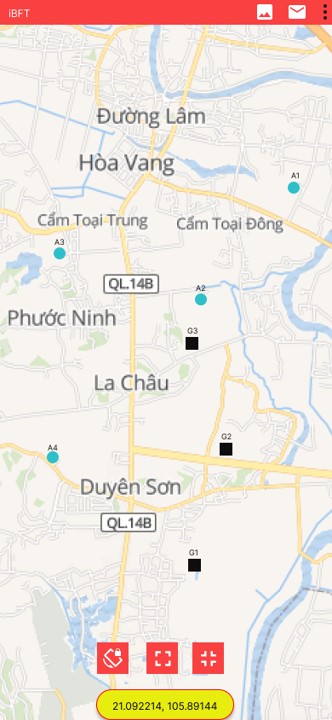 iBFT
Đường Lâm
Hòa Vang
A1
Cẩm Toại Trung
Cẩm Toại Đông
A3
QL.14B
A2
Phước Ninh
G3
La Châu
G2
A4
Duyên Sơn
QL.14B
G1
21.092214, 105.89144